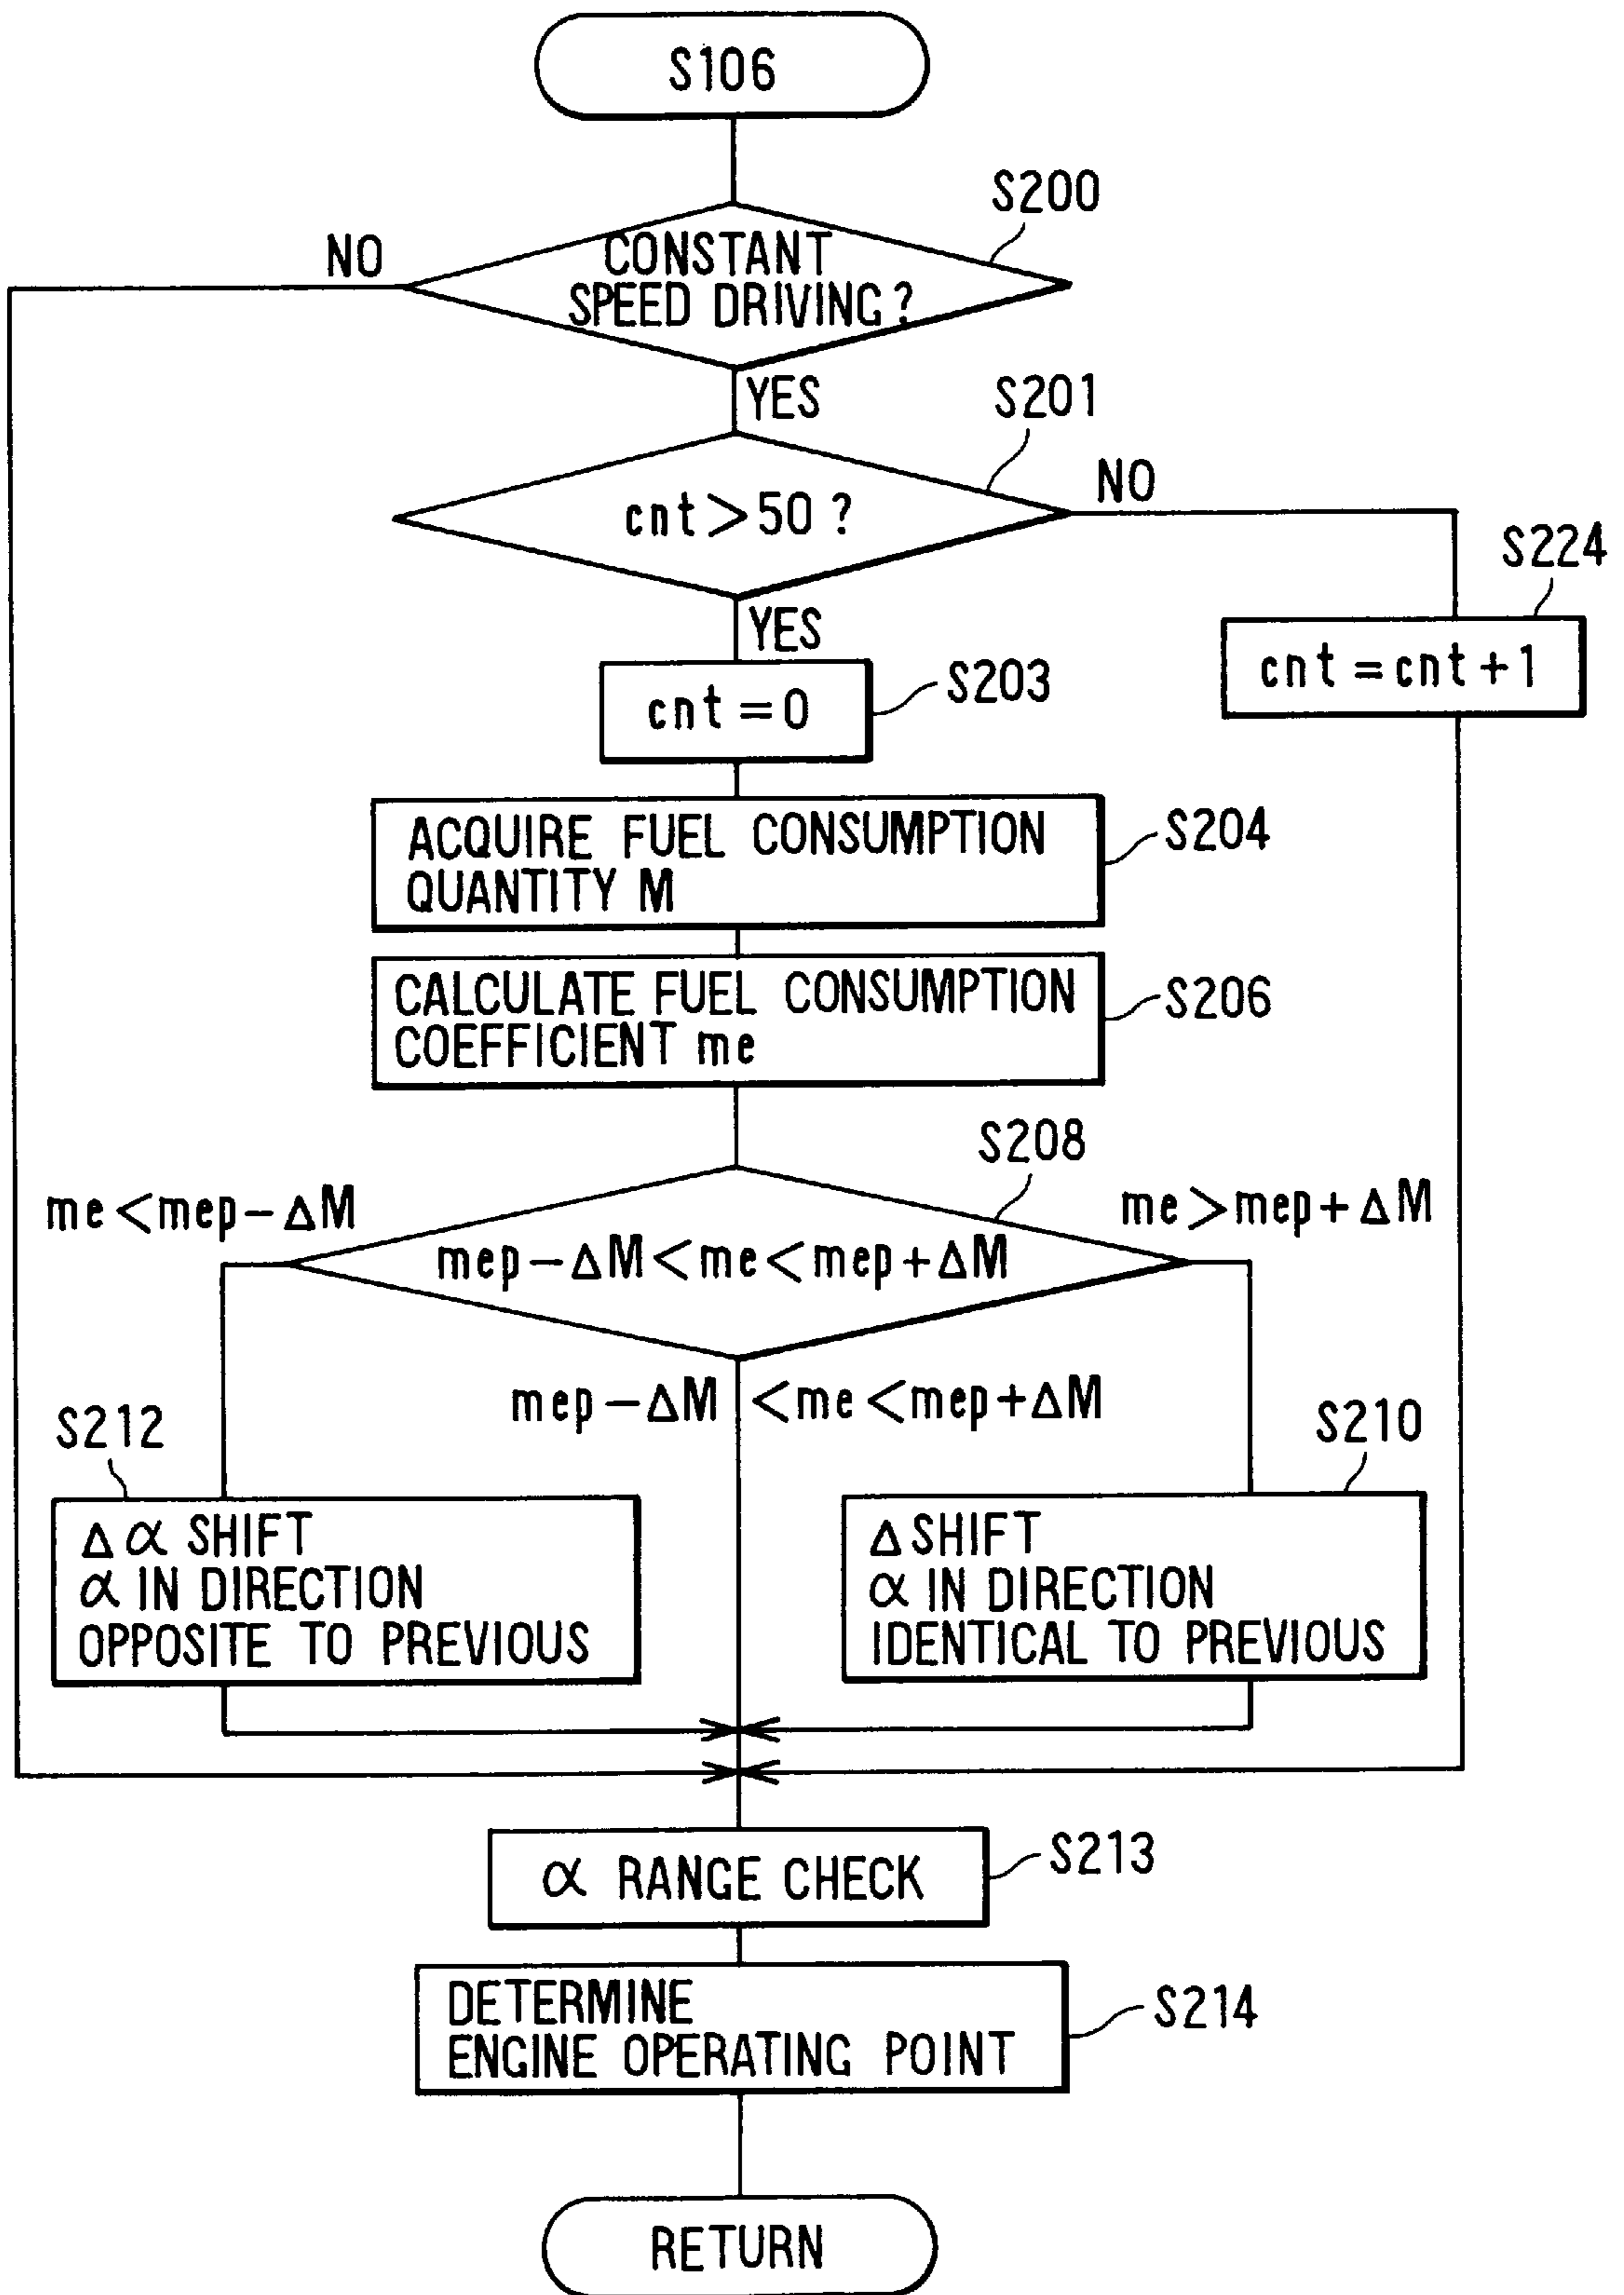 S106
S200
NO
CONSTANT
SPEED DRIVING?
YES
S201
cnt>50?
NO
S224
cnt=cnt+1
YES
S203
cnt=0
S204
ACQUIRE FUEL CONSUMPTION
QUANTITY M
S206
CALCULATE FUEL CONSUMPTION
COEFFICIENT me
S208
me<mep-ΔM
me>mep+ΔM
mep-ΔM<me<mep+ΔM
mep-ΔM<me<mep+ΔM
S212
S210
Δα SHIFT
α IN DIRECTION
OPPOSITE TO PREVIOUS
Δ SHIFT
α IN DIRECTION
IDENTICAL TO PREVIOUS
S213
α RANGE CHECK
S214
DETERMINE
ENGINE OPERATING POINT
RETURN